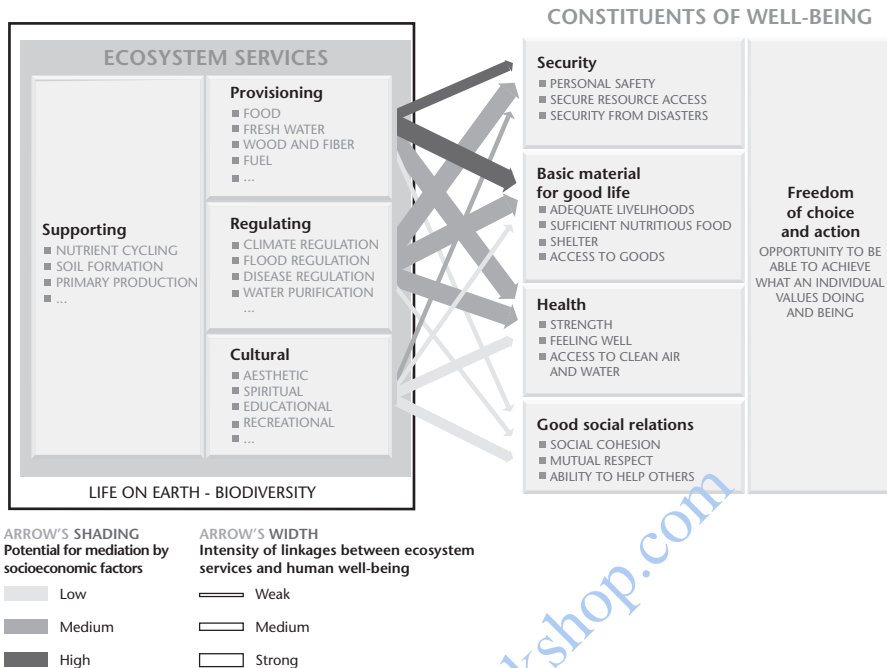 CONSTITUENTS OF WELL-BEING
ECOSYSTEM SERVICES
Supporting
■ NUTRIENT CYCLING
■ SOIL FORMATION
■ PRIMARY PRODUCTION
■ ...
Provisioning
■ FOOD
■ FRESH WATER
■ WOOD AND FIBER
■ FUEL
■ ...
Regulating
■ CLIMATE REGULATION
■ FLOOD REGULATION
■ DISEASE REGULATION
■ WATER PURIFICATION
...
Cultural
■ AESTHETIC
■ SPIRITUAL
■ EDUCATIONAL
■ RECREATIONAL
■ ...
LIFE ON EARTH - BIODIVERSITY
Security
■ PERSONAL SAFETY
■ SECURE RESOURCE ACCESS
■ SECURITY FROM DISASTERS
Basic material
for good life
■ ADEQUATE LIVELIHOODS
■ SUFFICIENT NUTRITIOUS FOOD
■ SHELTER
■ ACCESS TO GOODS
Health
■ STRENGTH
■ FEELING WELL
■ ACCESS TO CLEAN AIR
AND WATER
Good social relations
■ SOCIAL COHESION
■ MUTUAL RESPECT
■ ABILITY TO HELP OTHERS
Freedom
of choice
and action
OPPORTUNITY TO BE
ABLE TO ACHIEVE
WHAT AN INDIVIDUAL
VALUES DOING
AND BEING
ARROW'S SHADING
Potential for mediation by
socioeconomic factors
Low
Medium
High
ARROW'S WIDTH
Intensity of linkages between ecosystem
services and human well-being
Weak
Medium
Strong
kshop.com